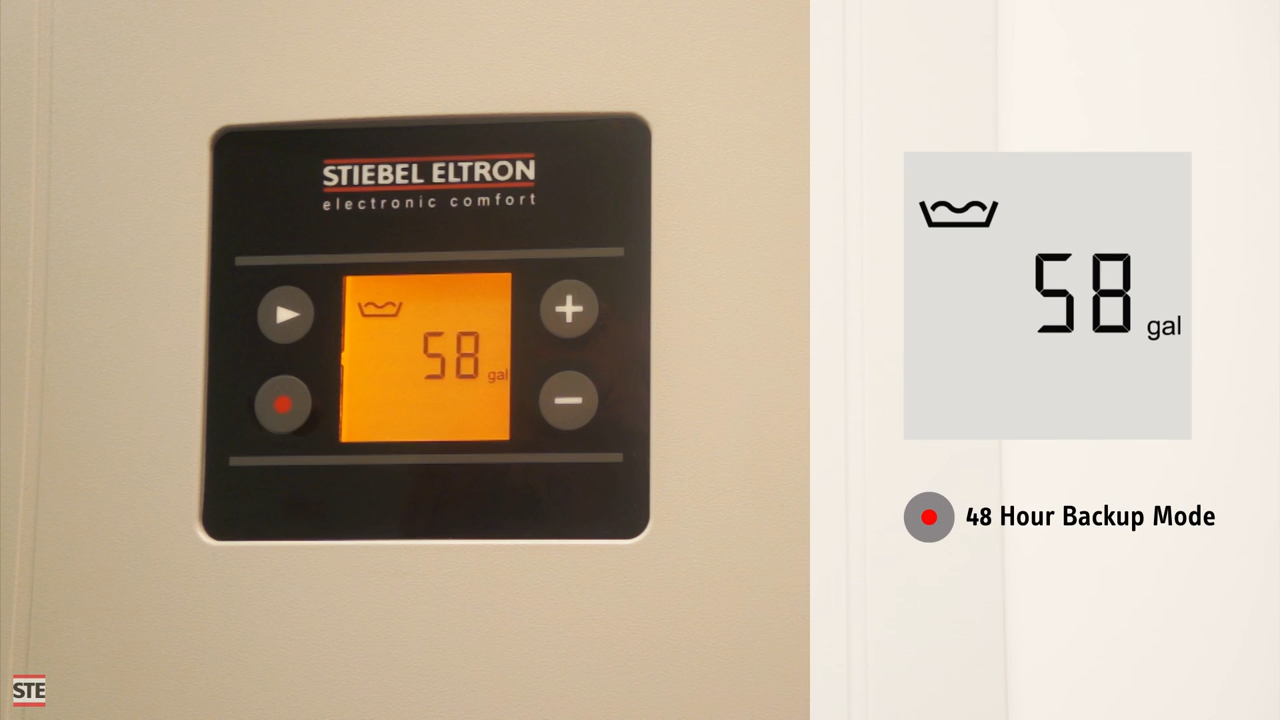 STIEBEL ELTRON
electronic comfort
58 gal
STE
58 gal
48 Hour Backup Mode